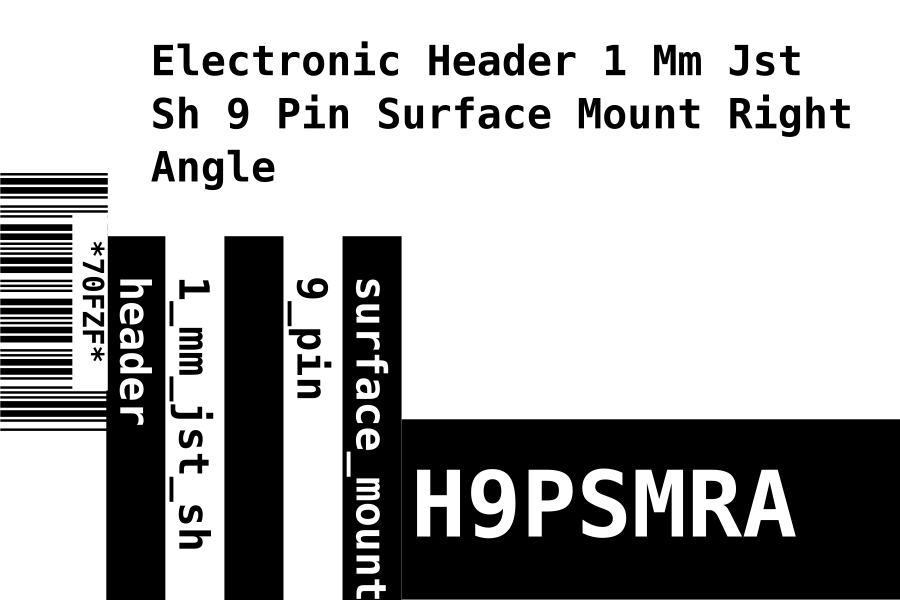 Electronic Header 1 Mm Jst
Sh 9 Pin Surface Mount Right
Angle
*70FZF*
header
1_mm_jst_sh
9_pin
surface_mount
H9PSMRA